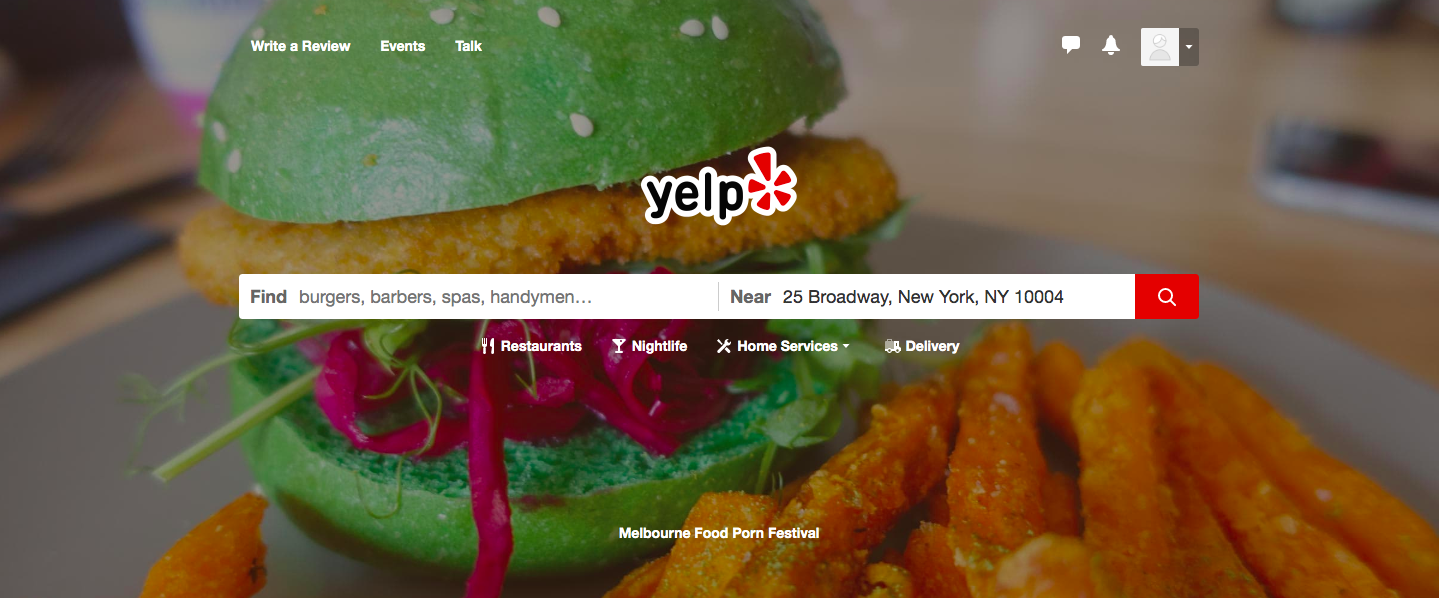 Write a Review Events Talk
yelp
Find burgers, barbers, spas, handymen… Near 25 Broadway, New York, NY 10004
Restaurants Nightlife Home Services Delivery
Melbourne Food Porn Festival